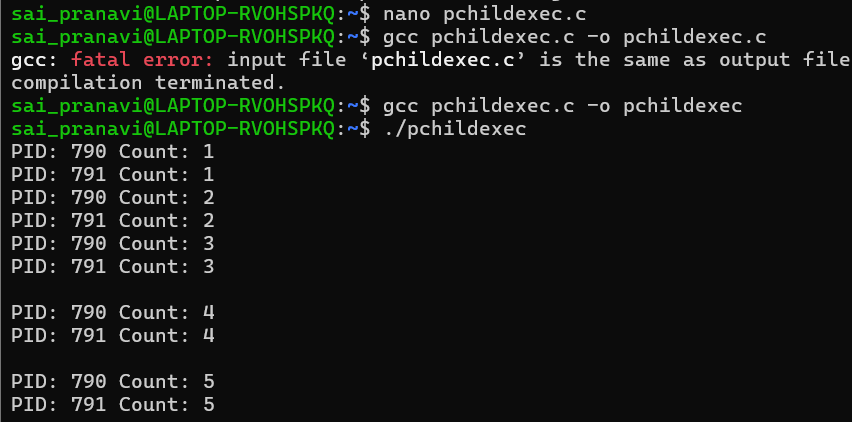 sai_pranavi@LAPTOP-RVOHSPKQ:~$ nano pchildexec.c
sai_pranavi@LAPTOP-RVOHSPKQ:~$ gcc pchildexec.c -o pchildexec.c
gcc: fatal error: input file ‘pchildexec.c’ is the same as output file
compilation terminated.
sai_pranavi@LAPTOP-RVOHSPKQ:~$ gcc pchildexec.c -o pchildexec
sai_pranavi@LAPTOP-RVOHSPKQ:~$ ./pchildexec
PID: 790 Count: 1
PID: 791 Count: 1
PID: 790 Count: 2
PID: 791 Count: 2
PID: 790 Count: 3
PID: 791 Count: 3
PID: 790 Count: 4
PID: 791 Count: 4
PID: 790 Count: 5
PID: 791 Count: 5